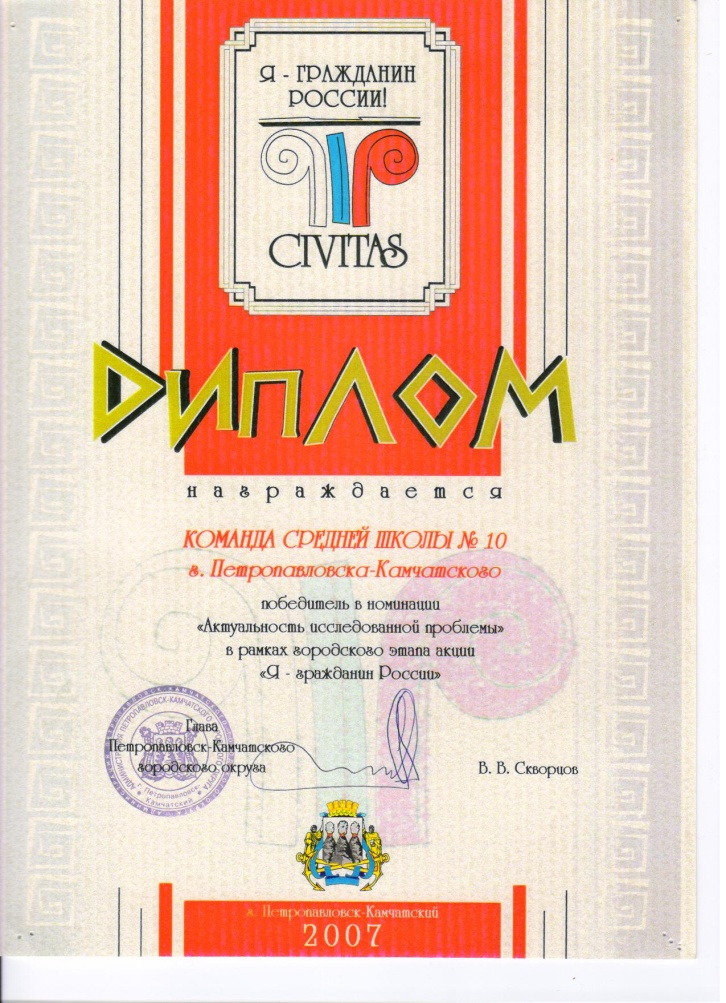 Я - ГРАЖДАНИН
РОССИИ!
CIVITAS
ДИПЛОМ
награждается
КОМАНДА СРЕДНЕЙ ШКОЛЫ № 10
г. Петропавловска-Камчатского
победитель в номинации
«Актуальность исследованной проблемы»
в рамках городского этапа акции
«Я - гражданин России»
Глава
Петропавловск-Камчатского
городского округа
В. В. Скворцов
г. Петропавловск-Камчатский
2007